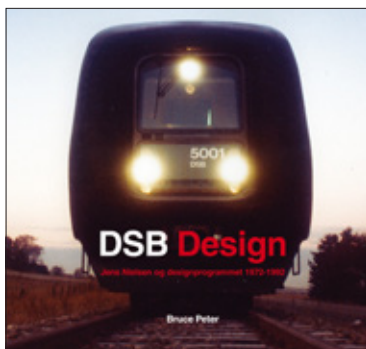 5001
DSB
DSB Design
Jens Nielsen og designprogrammet 1972-1992
Bruce Peter